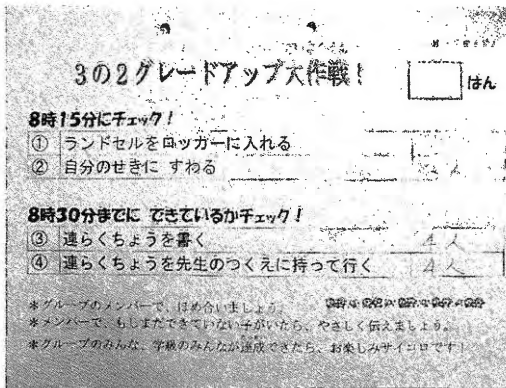 3の2グレードアップ大作戦！
はん
8時15分にチェック！
① ランドセルをロッカーに入れる
② 自分のせきに すわる 人
8時30分までに できているかチェック！
③ 連らくちょうを書く 4人
④ 連らくちょうを先生のつくえに持って行く 4人
*グループのメンバーで、ほめ合いましょう。
*メンバーで、もしまだできていない子がいたら、やさしく伝えましょう。
*グループのみんな、学級のみんなが達成できたら、お楽しみサイコロです！